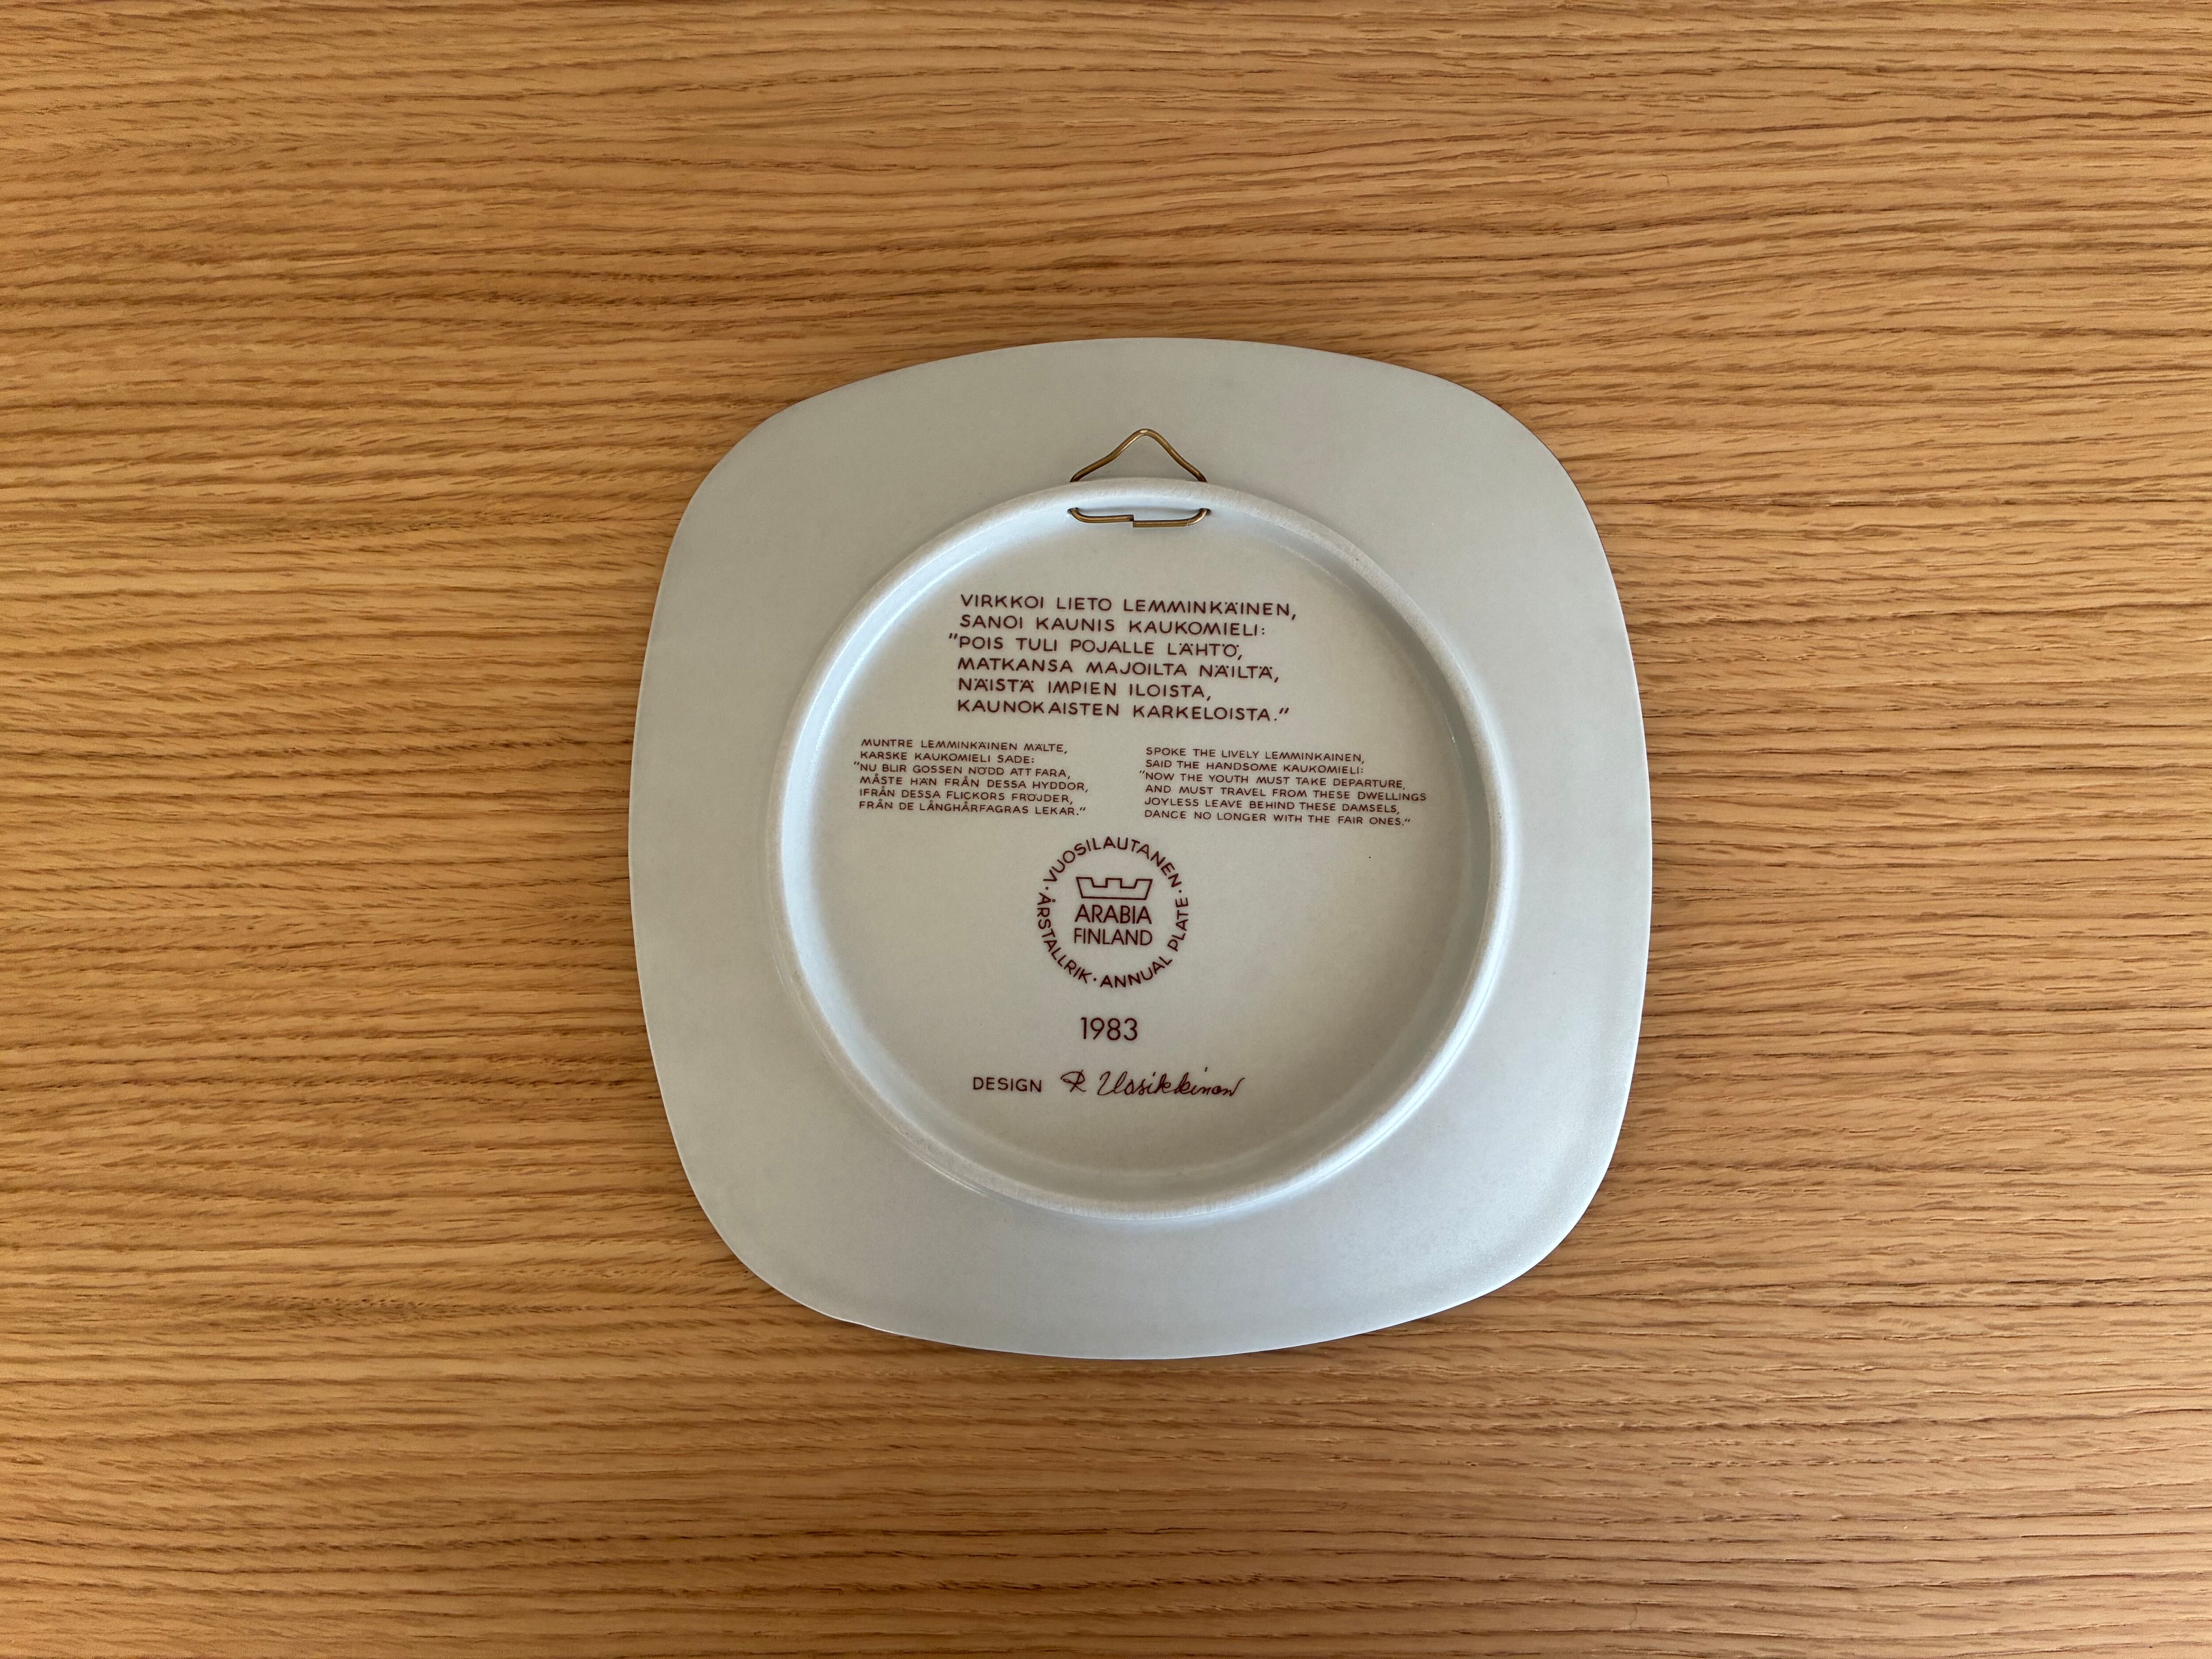 VIRKKOI LIETO LEMMINKÄINEN,
SANOI KAUNIS KAUKOMIELI:
"POIS TULI POJALLE LÄHTÖ,
MATKANSA MAJOILTA NÄILTÄ,
NÄISTÄ IMPIEN ILOISTA,
KAUNOKAISTEN KARKELOISTA."
MUNTRE LEMMINKÄINEN MÄLTE,
KARSKE KAUKOMIELI SADE:
"NU BLIR GOSSEN NÖDD ATT FARA,
MÅSTE HÄN FRÅN DESSA HYDDOR,
IFRÅN DESSA FLICKORS FRÖJDER,
FRÅN DE LÅNGHÅRFAGRAS LEKAR."
SPOKE THE LIVELY LEMMINKAINEN,
SAID THE HANDSOME KAUKOMIELI:
"NOW THE YOUTH MUST TAKE DEPARTURE,
AND MUST TRAVEL FROM THESE DWELLINGS
JOYLESS LEAVE BEHIND THESE DAMSELS,
DANCE NO LONGER WITH THE FAIR ONES."
· VUOSILAUTANEN · ANNUAL PLATE · ÅRSTALLRIK
ARABIA
FINLAND
1983
DESIGN R Uosikkinen